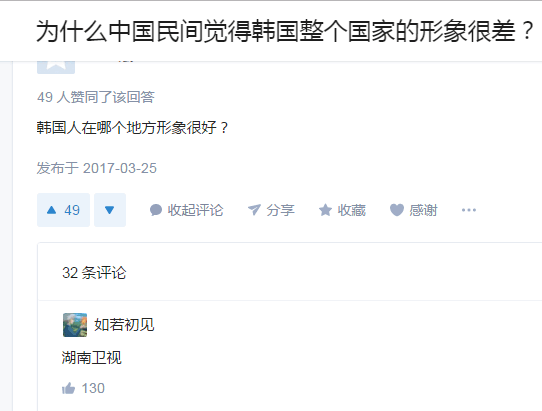 为什么中国民间觉得韩国整个国家的形象很差？
49 人赞同了该回答
韩国人在哪个地方形象很好？
发布于 2017-03-25
49 收起评论 分享 收藏 感谢
32 条评论
如若初见
湖南卫视
130